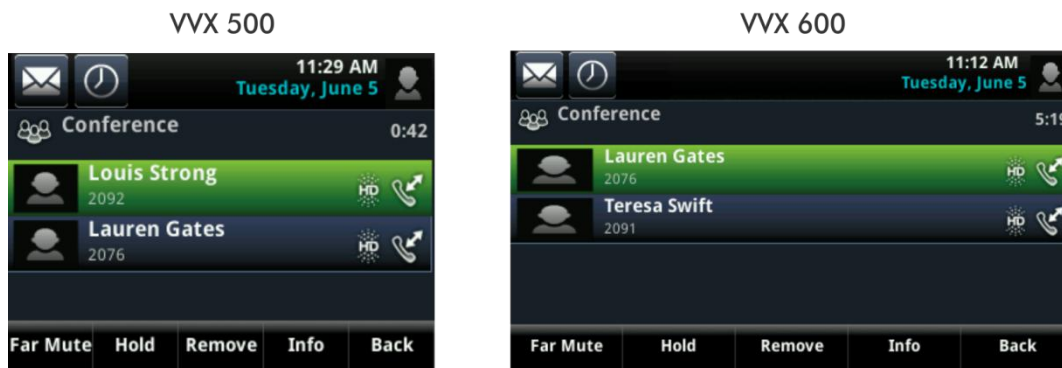 VVX 500
11:29 AM
Tuesday, June 5
Conference
0:42
Louis Strong
2092
HD
Lauren Gates
2076
HD
Far Mute Hold Remove Info Back
VVX 600
11:12 AM
Tuesday, June 5
Conference
5:19
Lauren Gates
2076
HD
Teresa Swift
2091
HD
Far Mute Hold Remove Info Back